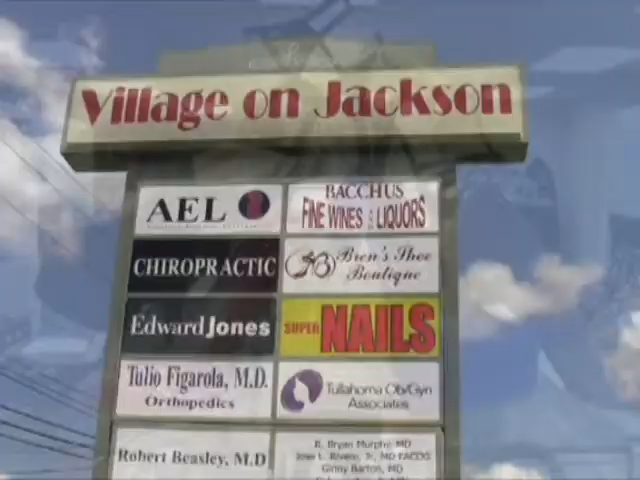 Village on Jackson
AEL
BACCHUS
FINE WINES & LIQUORS
CHIROPRACTIC
Bren's Shoe
Boutique
Edward Jones
SUPER NAILS
Tulio Figarola, M.D.
Orthopedics
Tullahoma Ob/Gyn
Associates
Robert Beasley, M.D
R. Bryan Murphy MD
Ginny Barton, MD